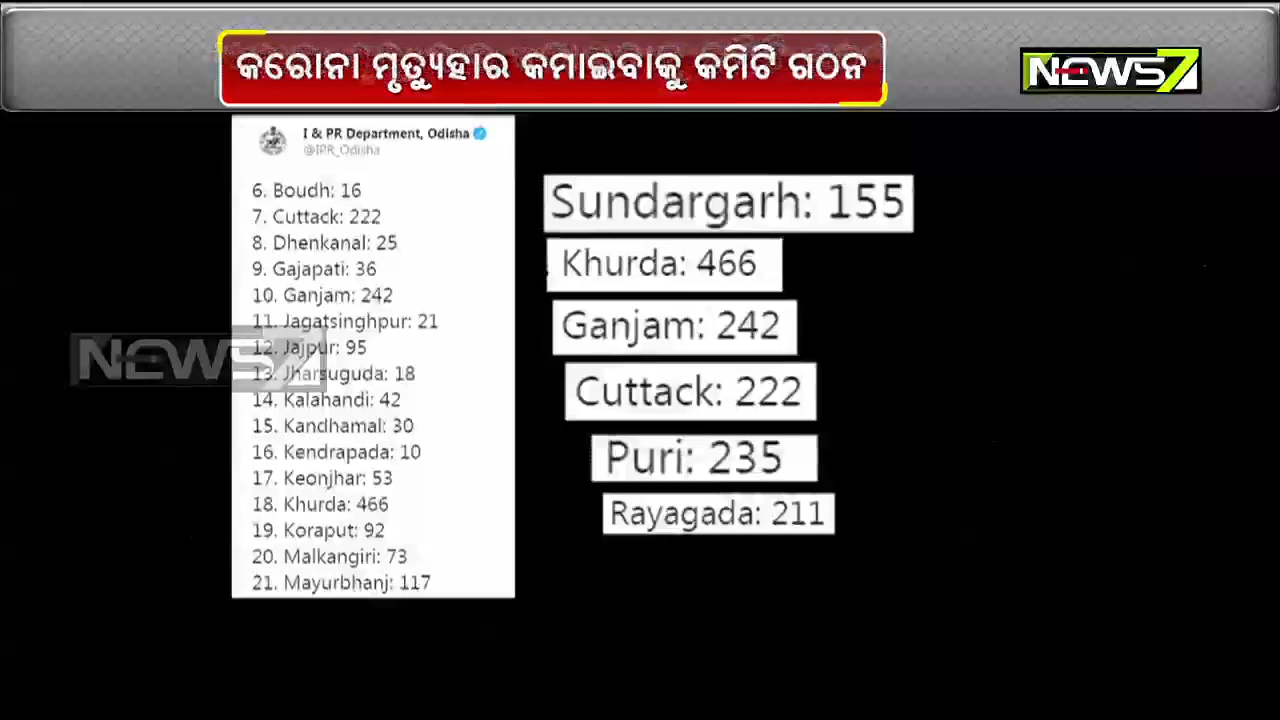 କରୋନା ମୃତ୍ୟୁହାର କମାଇବାକୁ କମିଟି ଗଠନ
NEWS7
I & PR Department, Odisha
@IPR_Odisha
6. Boudh: 16
7. Cuttack: 222
8. Dhenkanal: 25
9. Gajapati: 36
10. Ganjam: 242
11. Jagatsinghpur: 21
12. Jajpur: 95
13. Jharsuguda: 18
14. Kalahandi: 42
15. Kandhamal: 30
16. Kendrapada: 10
17. Keonjhar: 53
18. Khurda: 466
19. Koraput: 92
20. Malkangiri: 73
21. Mayurbhanj: 117
NEWS7
Sundargarh: 155
Khurda: 466
Ganjam: 242
Cuttack: 222
Puri: 235
Rayagada: 211